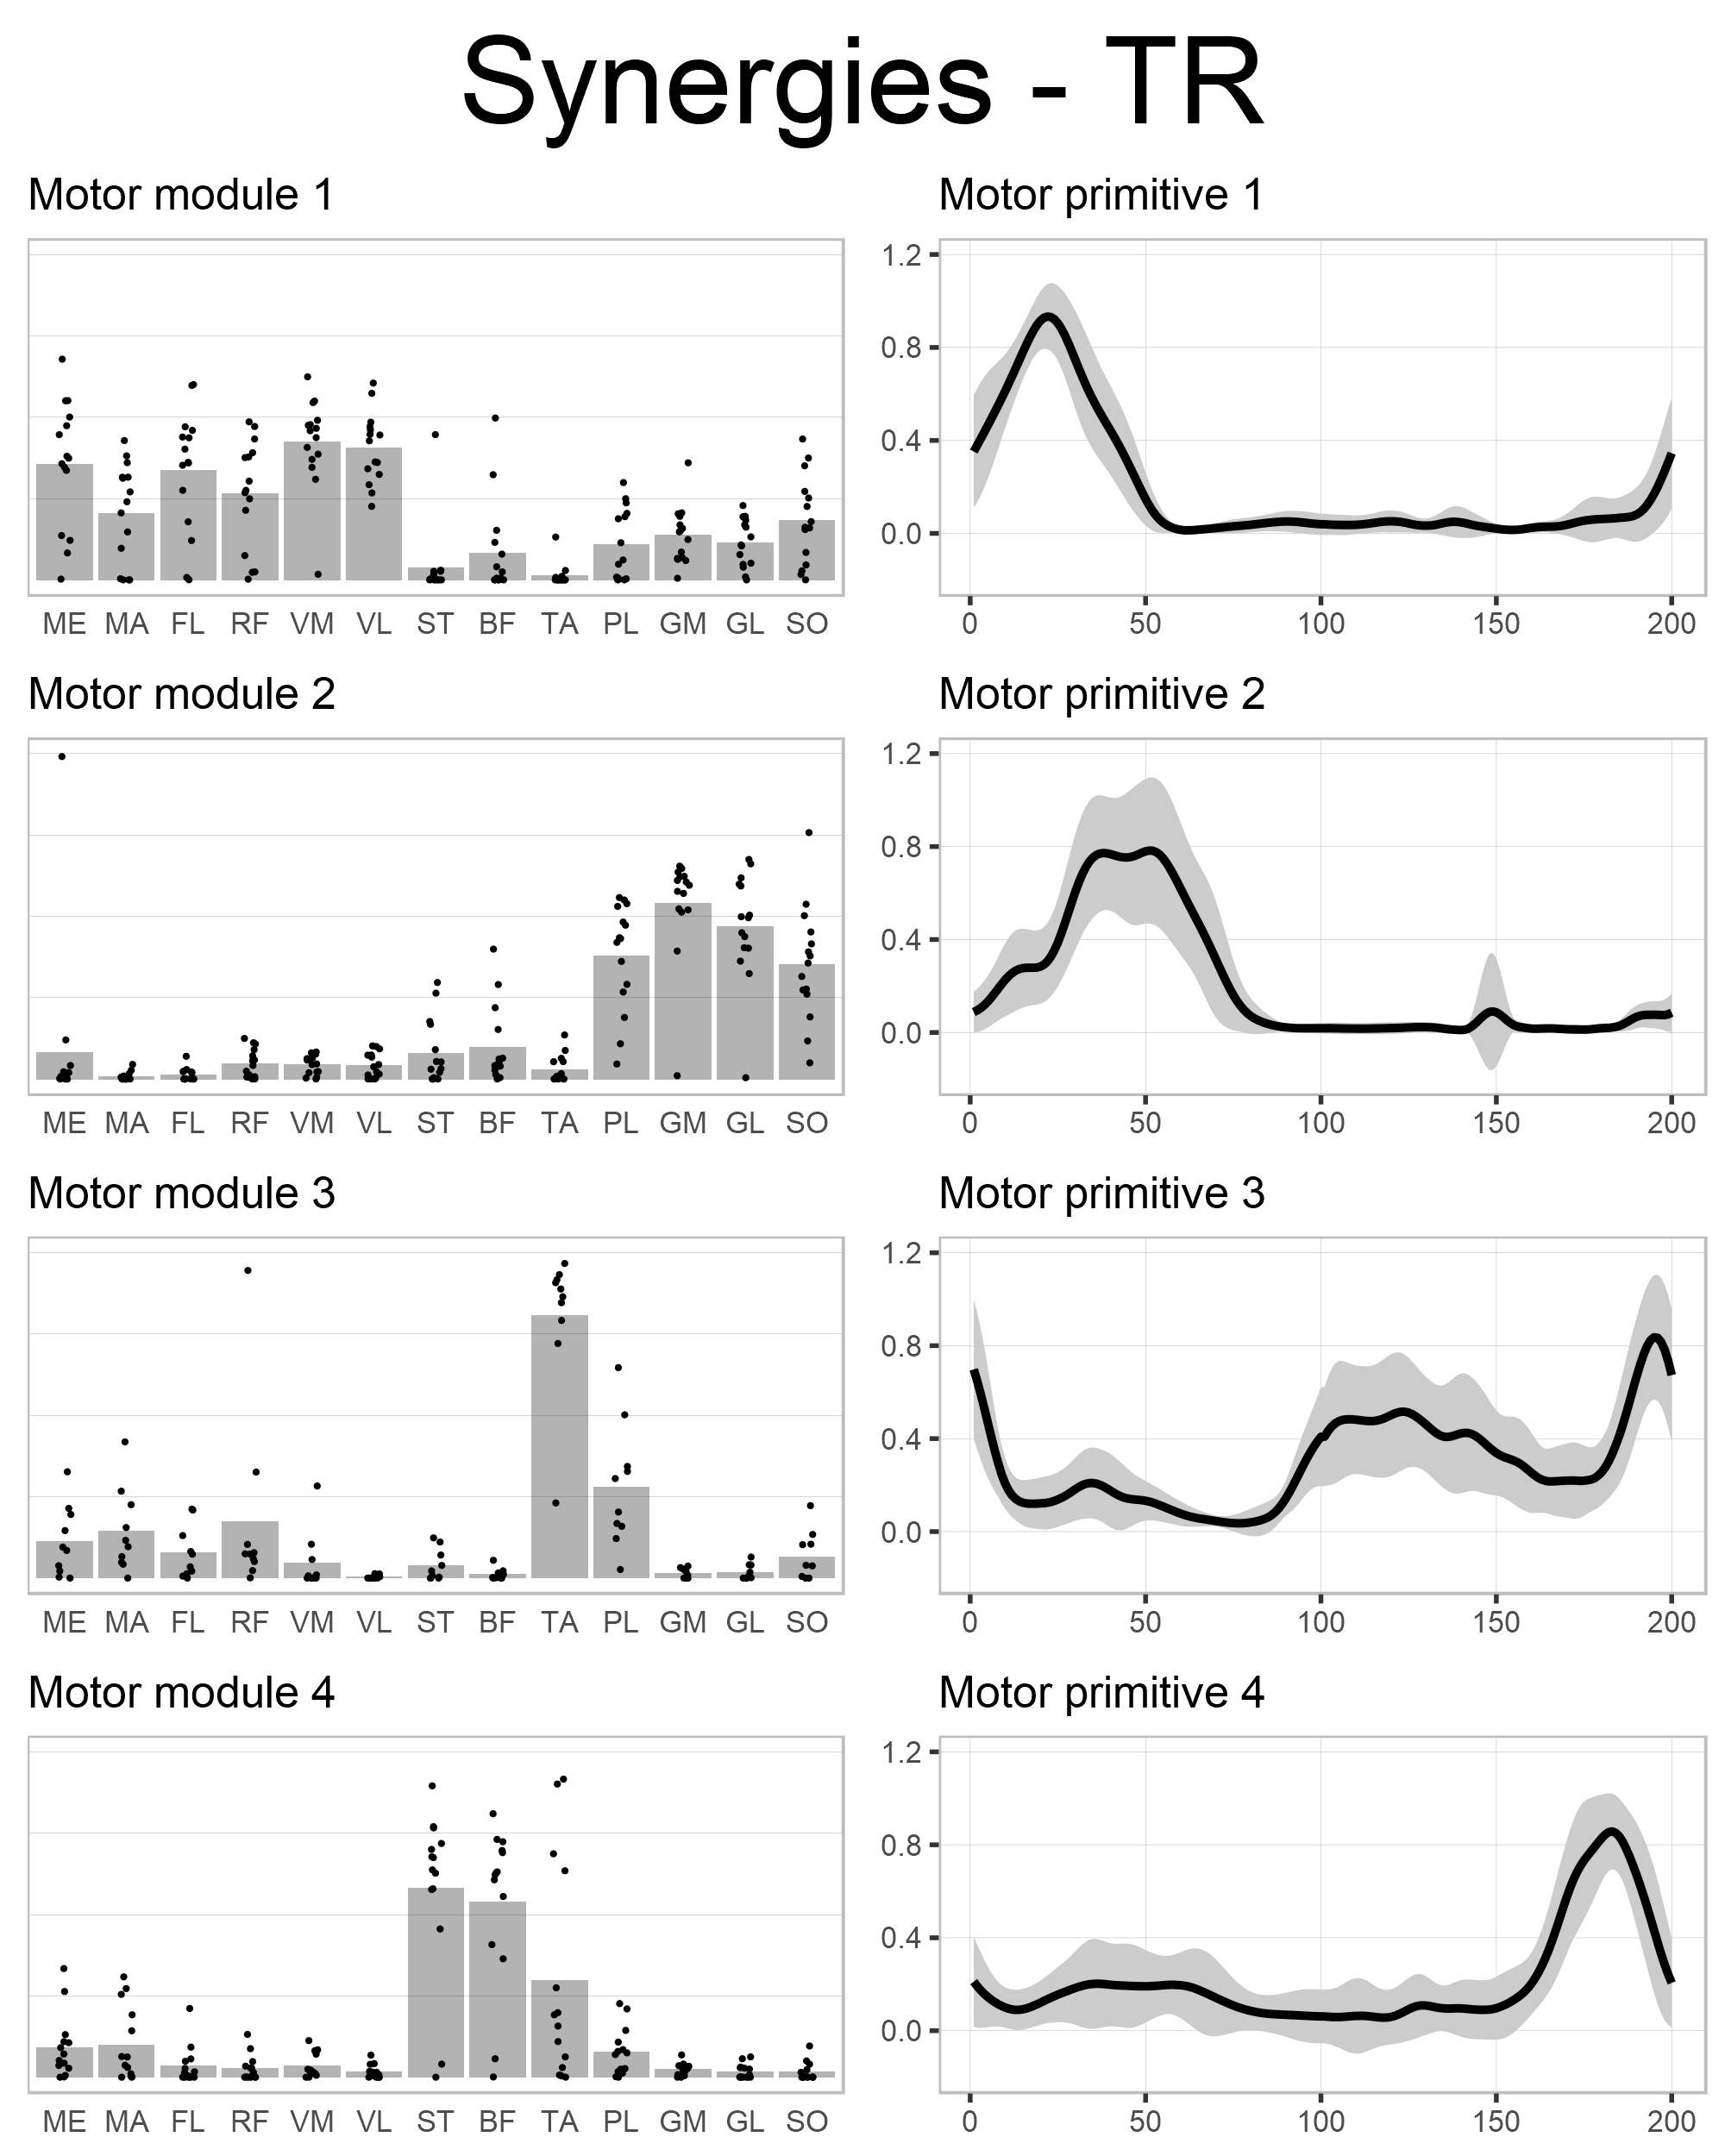 Synergies - TR
Motor module 1
Motor primitive 1
1.2
0.8
0.4
0.0
ME MA FL RF VM VL ST BF TA PL GM GL SO
0 50 100 150 200
Motor module 2
Motor primitive 2
1.2
0.8
0.4
0.0
ME MA FL RF VM VL ST BF TA PL GM GL SO
0 50 100 150 200
Motor module 3
Motor primitive 3
1.2
0.8
0.4
0.0
ME MA FL RF VM VL ST BF TA PL GM GL SO
0 50 100 150 200
Motor module 4
Motor primitive 4
1.2
0.8
0.4
0.0
ME MA FL RF VM VL ST BF TA PL GM GL SO
0 50 100 150 200